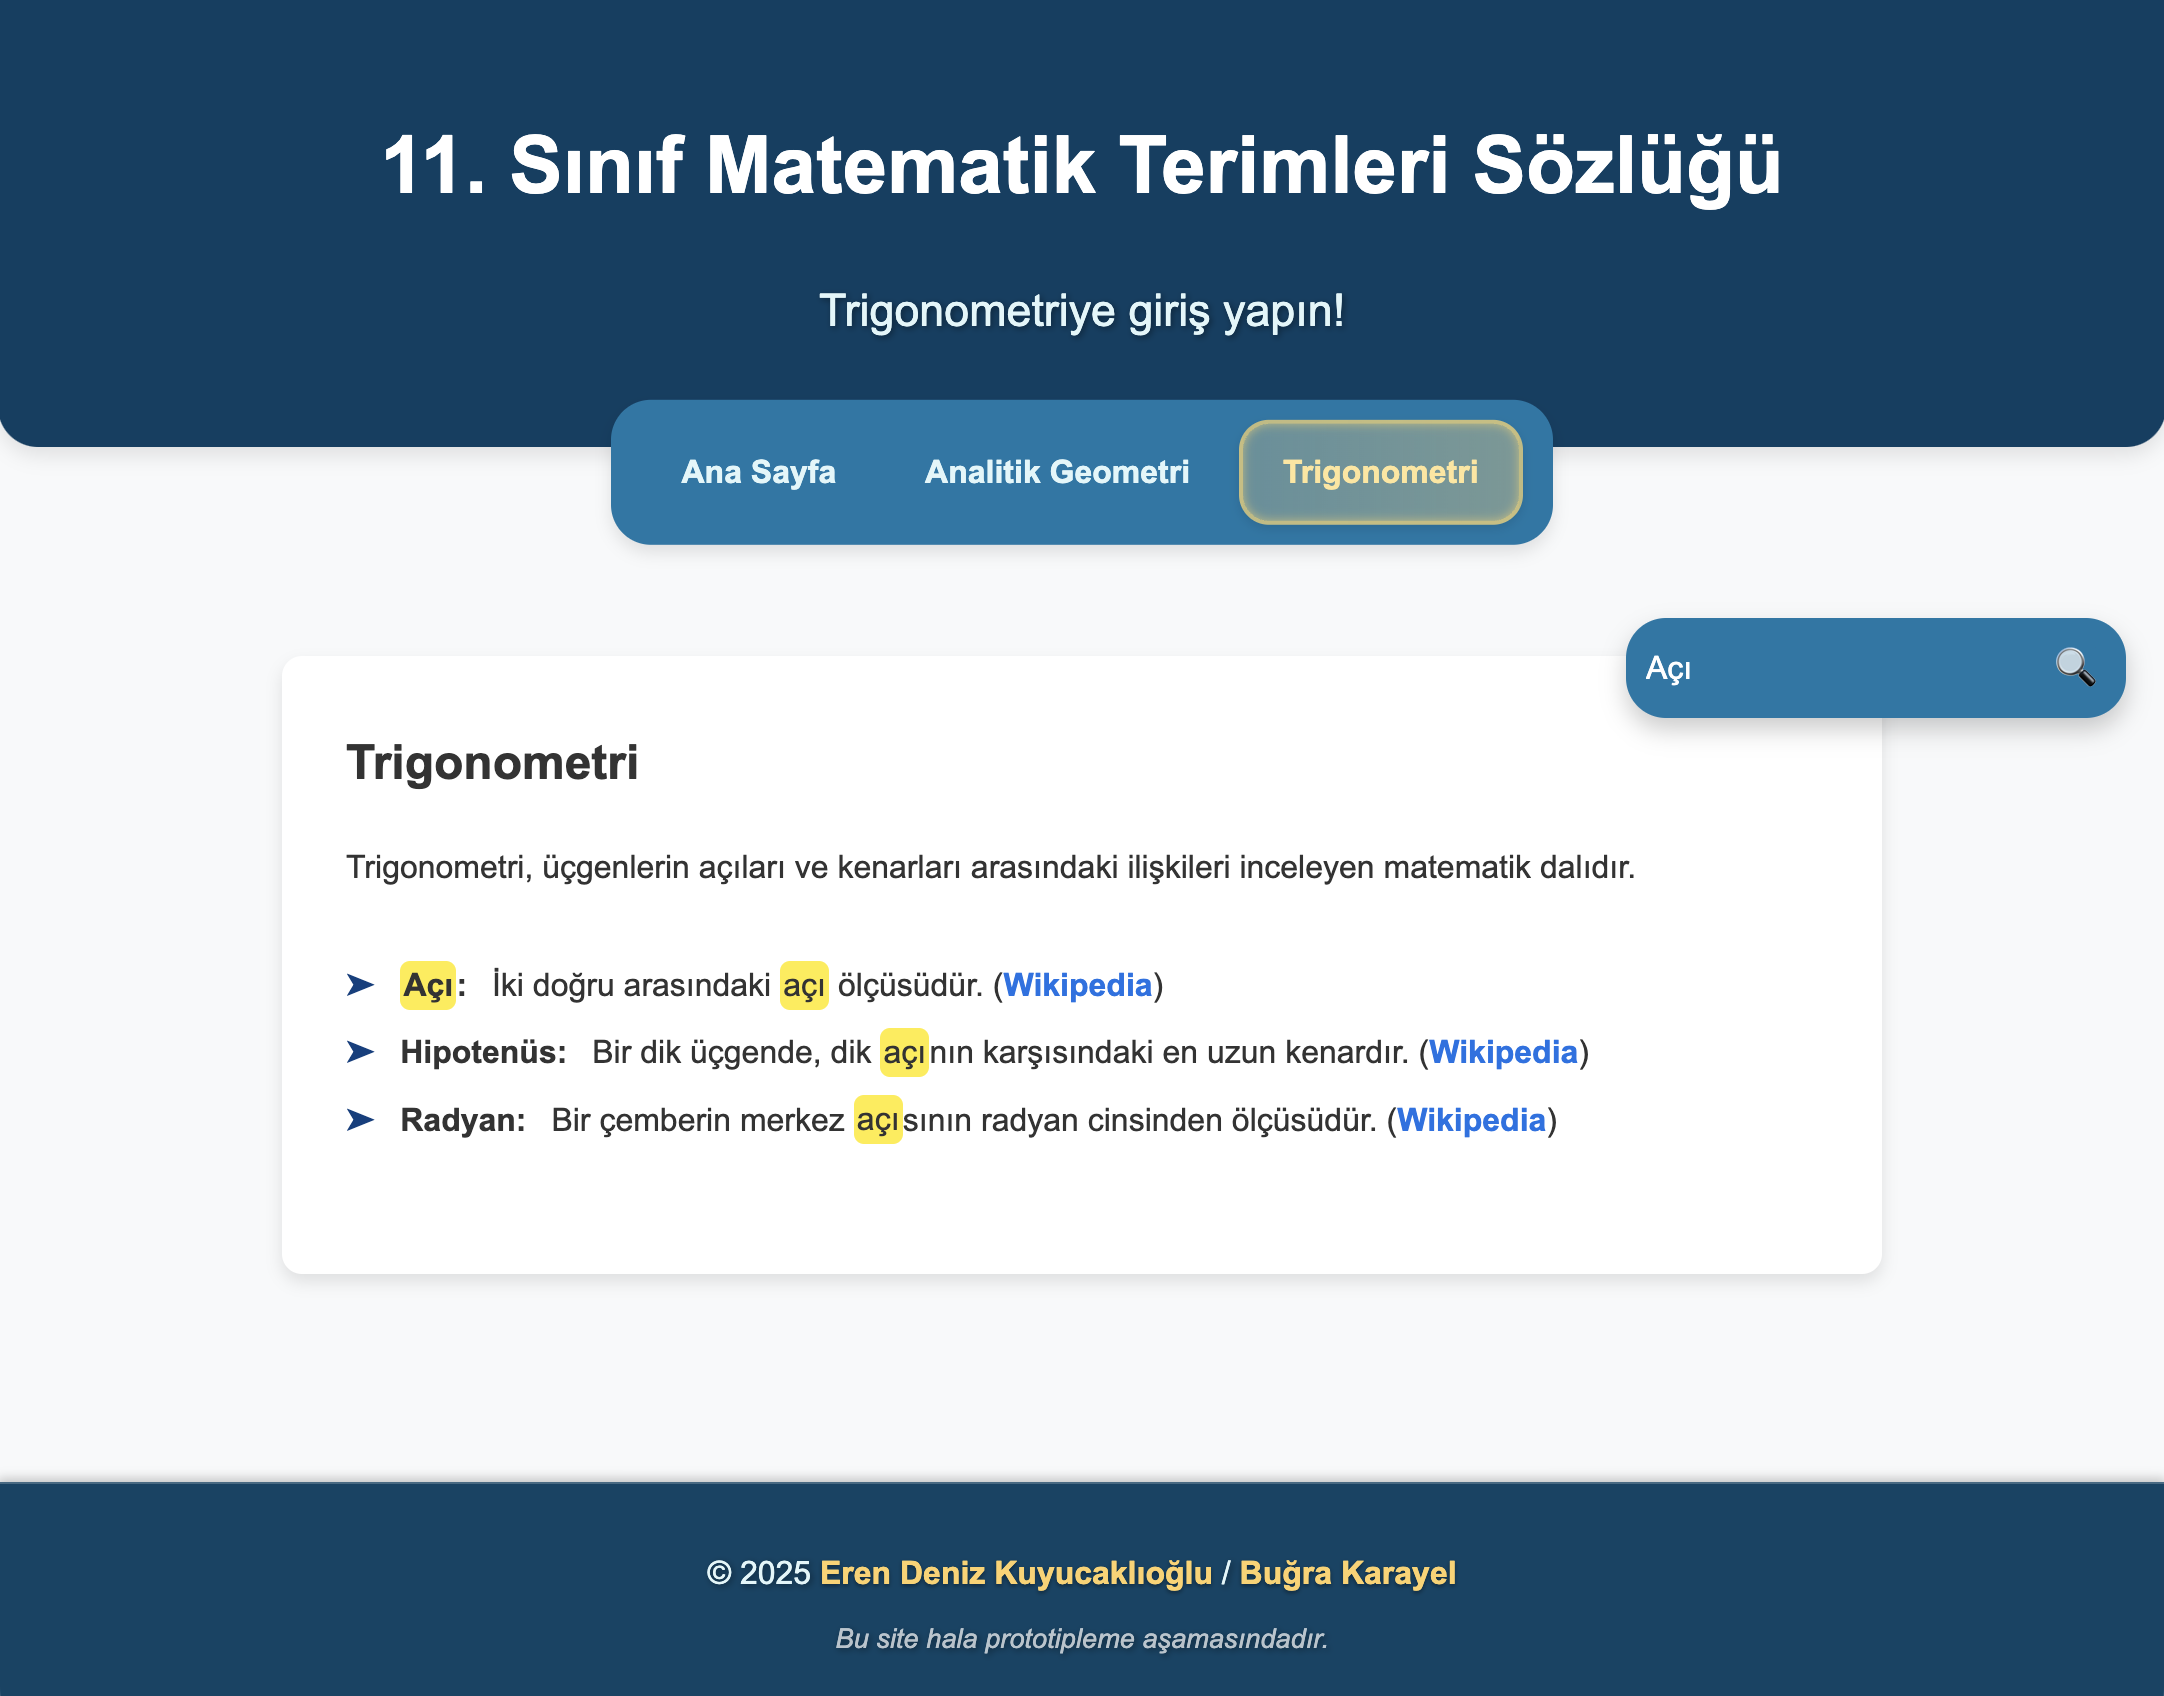 11. Sınıf Matematik Terimleri Sözlüğü
Trigonometriye giriş yapın!
Ana Sayfa Analitik Geometri Trigonometri
Açı
Trigonometri
Trigonometri, üçgenlerin açıları ve kenarları arasındaki ilişkileri inceleyen matematik dalıdır.
Açı: İki doğru arasındaki açı ölçüsüdür. (Wikipedia)
Hipotenüs: Bir dik üçgende, dik açının karşısındaki en uzun kenardır. (Wikipedia)
Radyan: Bir çemberin merkez açısının radyan cinsinden ölçüsüdür. (Wikipedia)
© 2025 Eren Deniz Kuyucaklıoğlu / Buğra Karayel
Bu site hala prototipleme aşamasındadır.